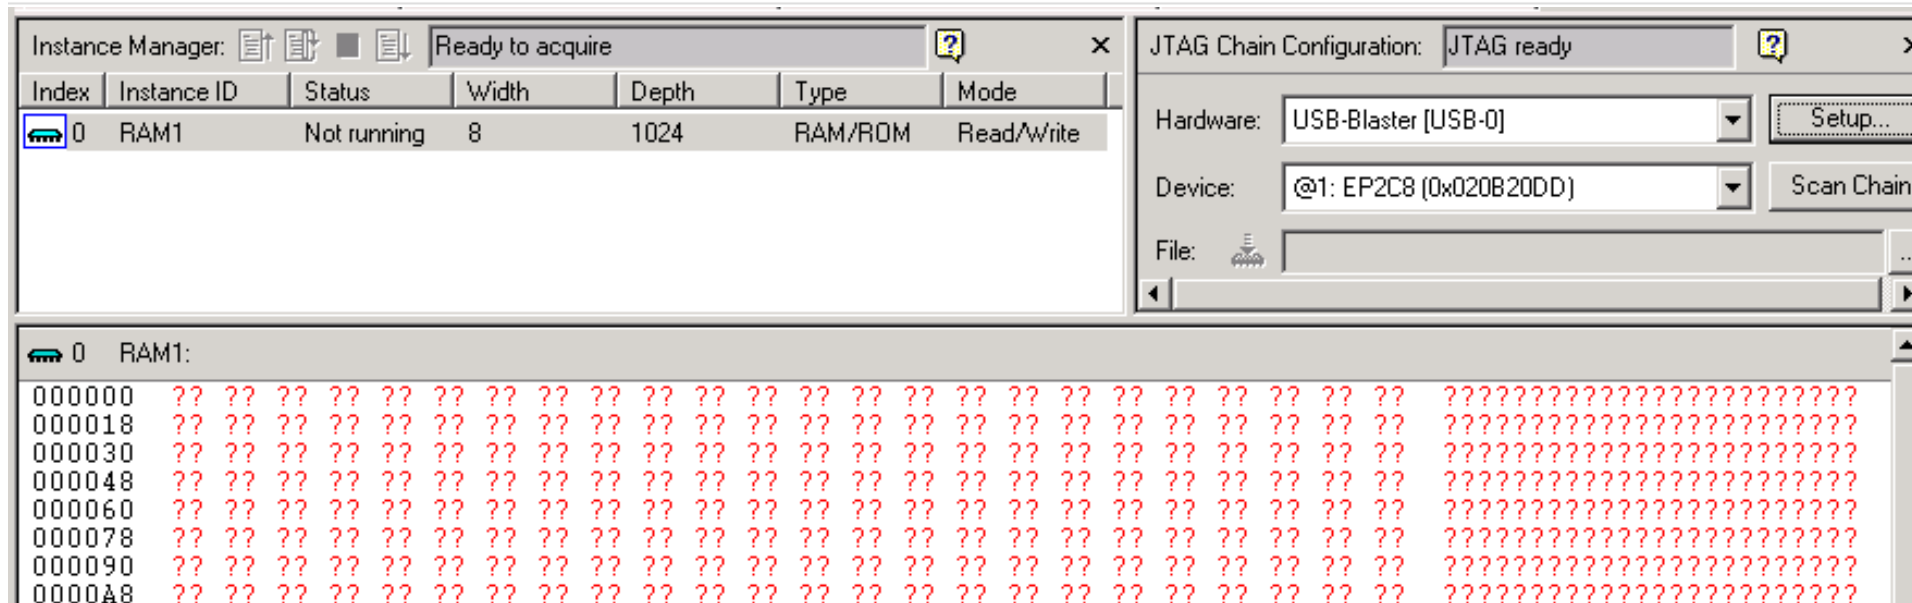 Instance Manager: Ready to acquire
Index Instance ID Status Width Depth Type Mode
0 RAM1 Not running 8 1024 RAM/ROM Read/Write
JTAG Chain Configuration: JTAG ready
Hardware: USB-Blaster [USB-0] Setup...
Device: @1: EP2C8 (0x020B20DD) Scan Chain
File: ..
0 RAM1:
000000 ?? ?? ?? ?? ?? ?? ?? ?? ?? ?? ?? ?? ?? ?? ?? ?? ?? ?? ?? ?? ?? ?? ?? ?? ????????????????????????
000018 ?? ?? ?? ?? ?? ?? ?? ?? ?? ?? ?? ?? ?? ?? ?? ?? ?? ?? ?? ?? ?? ?? ?? ?? ????????????????????????
000030 ?? ?? ?? ?? ?? ?? ?? ?? ?? ?? ?? ?? ?? ?? ?? ?? ?? ?? ?? ?? ?? ?? ?? ?? ????????????????????????
000048 ?? ?? ?? ?? ?? ?? ?? ?? ?? ?? ?? ?? ?? ?? ?? ?? ?? ?? ?? ?? ?? ?? ?? ?? ????????????????????????
000060 ?? ?? ?? ?? ?? ?? ?? ?? ?? ?? ?? ?? ?? ?? ?? ?? ?? ?? ?? ?? ?? ?? ?? ?? ????????????????????????
000078 ?? ?? ?? ?? ?? ?? ?? ?? ?? ?? ?? ?? ?? ?? ?? ?? ?? ?? ?? ?? ?? ?? ?? ?? ????????????????????????
000090 ?? ?? ?? ?? ?? ?? ?? ?? ?? ?? ?? ?? ?? ?? ?? ?? ?? ?? ?? ?? ?? ?? ?? ?? ????????????????????????
0000A8 ?? ?? ?? ?? ?? ?? ?? ?? ?? ?? ?? ?? ?? ?? ?? ?? ?? ?? ?? ?? ?? ?? ?? ?? ????????????????????????